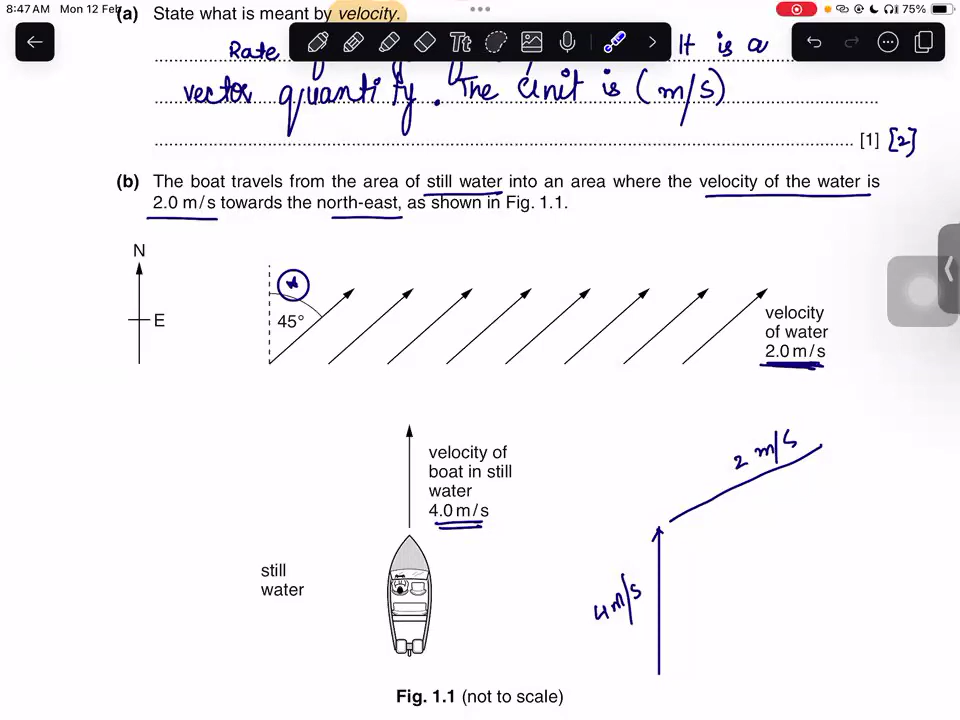 8:47 AM Mon 12 Feb
75%
(a) State what is meant by velocity.
Rate It is a
vector quantity. The Unit is (m/s)
[1] [2]
(b) The boat travels from the area of still water into an area where the velocity of the water is
2.0 m/s towards the north-east, as shown in Fig. 1.1.
N
E
45°
velocity
of water
2.0 m/s
velocity of
boat in still
water
4.0 m/s
2 m/s
4 m/s
still
water
Fig. 1.1 (not to scale)